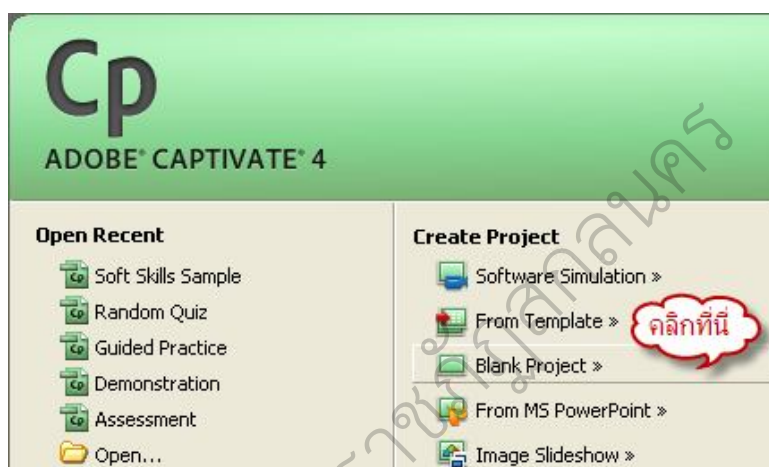 Cp
ADOBE® CAPTIVATE® 4
Open Recent
Soft Skills Sample
Random Quiz
Guided Practice
Demonstration
Assessment
Open...
Create Project
Software Simulation »
From Template »
คลิกที่นี่
Blank Project »
From MS PowerPoint »
Image Slideshow »